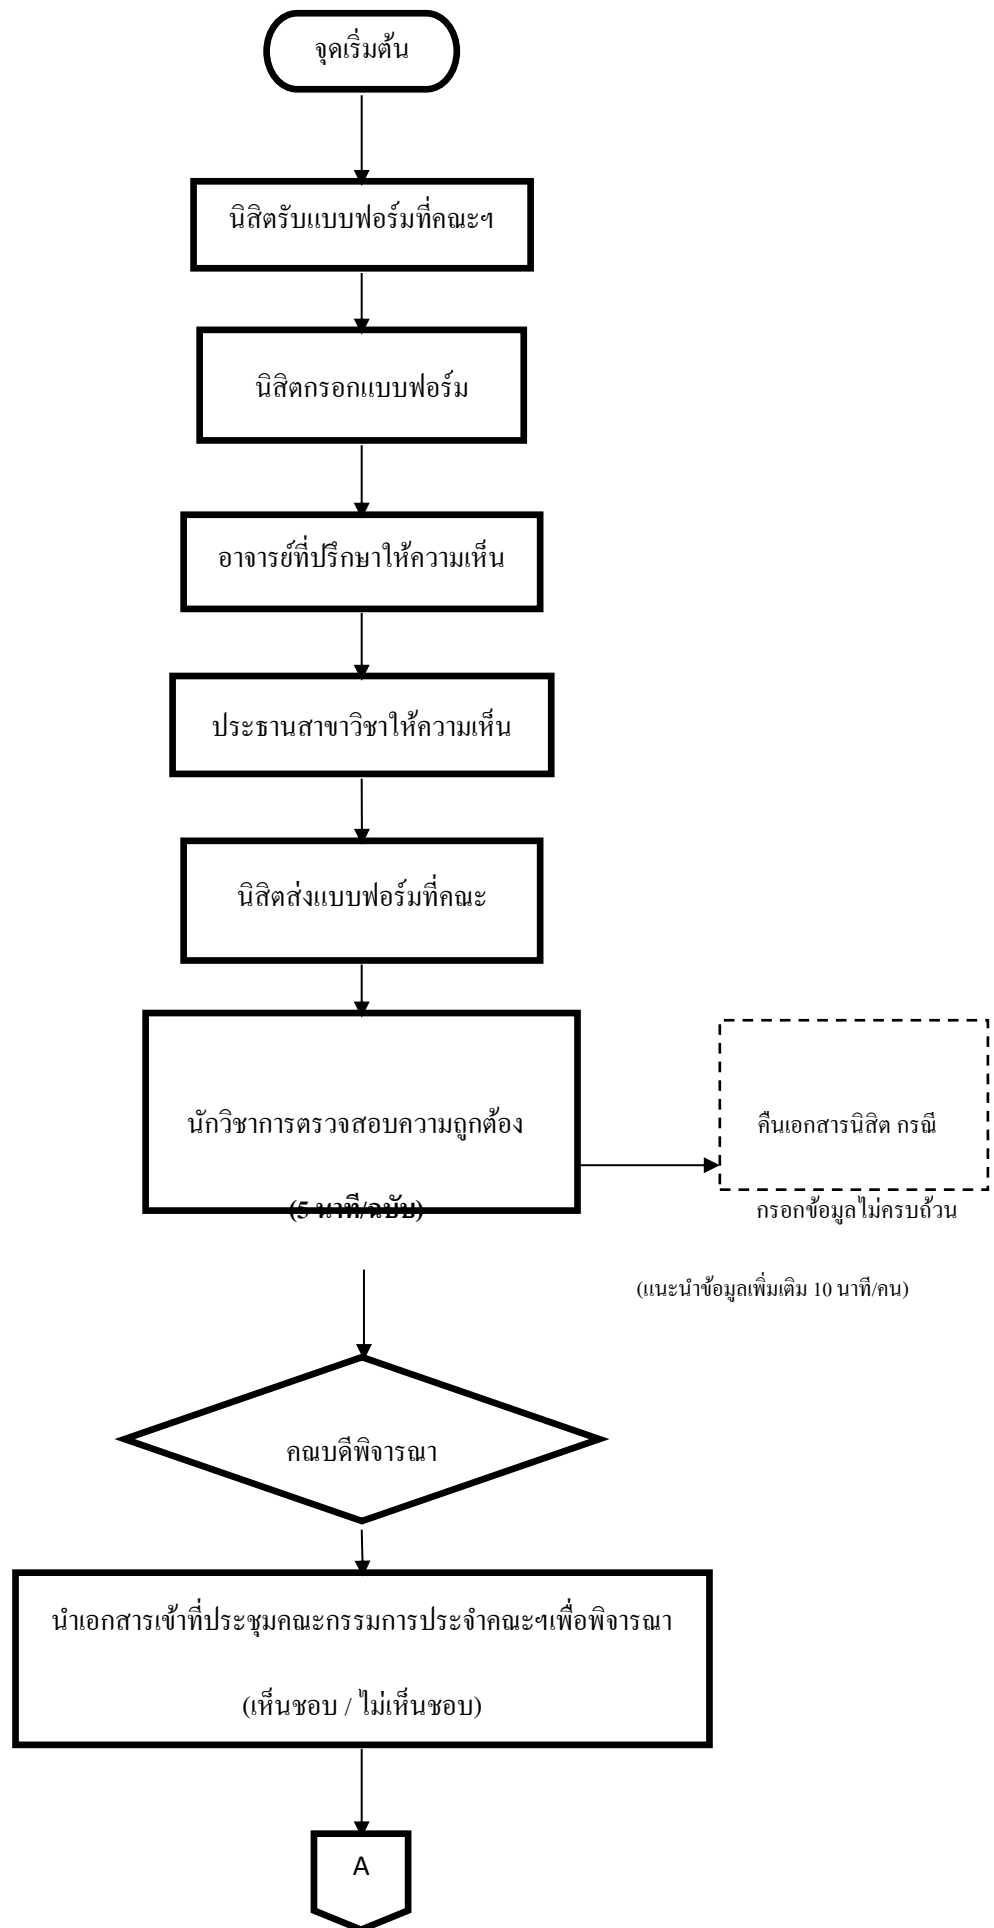 จุดเริ่มต้น
นิสิตรับแบบฟอร์มที่คณะฯ
นิสิตกรอกแบบฟอร์ม
อาจารย์ที่ปรึกษาให้ความเห็น
ประธานสาขาวิชาให้ความเห็น
นิสิตส่งแบบฟอร์มที่คณะ
นักวิชาการตรวจสอบความถูกต้อง
(5 นาที/ฉบับ)
คืนเอกสารนิสิต กรณี
กรอกข้อมูลไม่ครบถ้วน
(แนะนำข้อมูลเพิ่มเติม 10 นาที/คน)
คณบดีพิจารณา
นำเอกสารเข้าที่ประชุมคณะกรรมการประจำคณะฯเพื่อพิจารณา
(เห็นชอบ / ไม่เห็นชอบ)
A